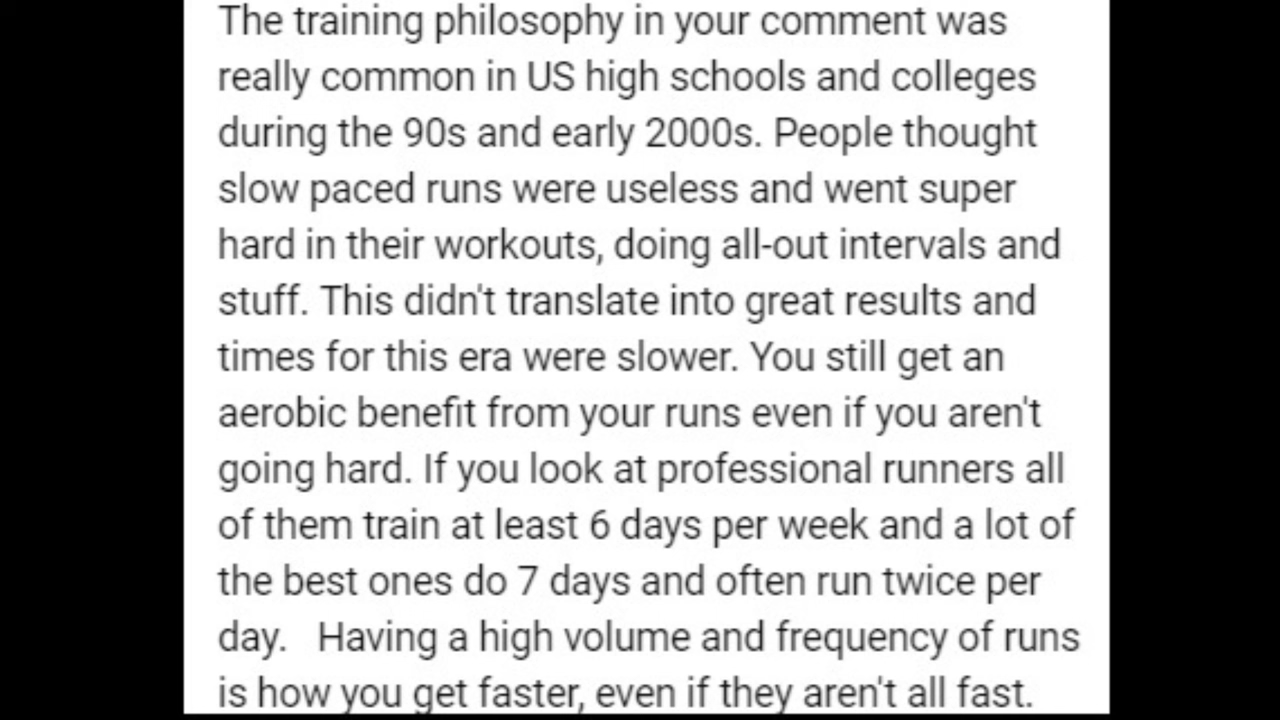 The training philosophy in your comment was
really common in US high schools and colleges
during the 90s and early 2000s. People thought
slow paced runs were useless and went super
hard in their workouts, doing all-out intervals and
stuff. This didn't translate into great results and
times for this era were slower. You still get an
aerobic benefit from your runs even if you aren't
going hard. If you look at professional runners all
of them train at least 6 days per week and a lot of
the best ones do 7 days and often run twice per
day.   Having a high volume and frequency of runs
is how you get faster, even if they aren't all fast.